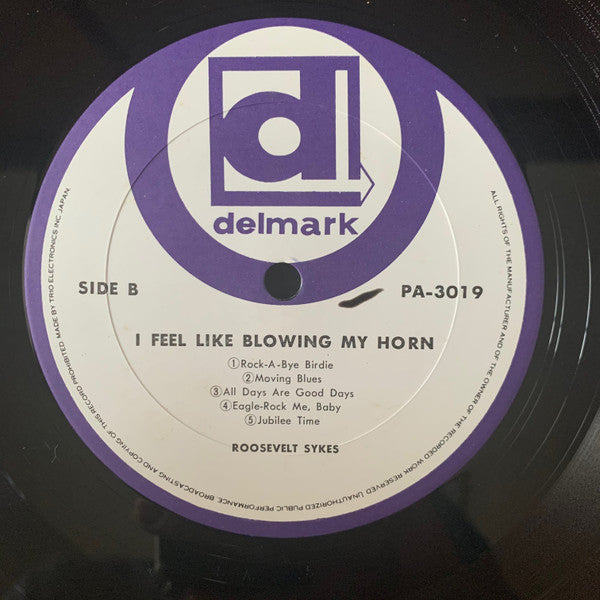 d
delmark
SIDE B
PA-3019
I FEEL LIKE BLOWING MY HORN
①Rock-A-Bye Birdie
②Moving Blues
③All Days Are Good Days
④Eagle-Rock Me, Baby
⑤Jubilee Time
ROOSEVELT SYKES
ALL RIGHTS OF THE MANUFACTURER AND OF THE OWNER OF THE RECORDED WORK RESERVED UNAUTHORIZED PUBLIC PERFORMANCE BROADCASTING AND COPYING OF THIS RECORD PROHIBITED MADE BY TRIO ELECTRONICS INC JAPAN.